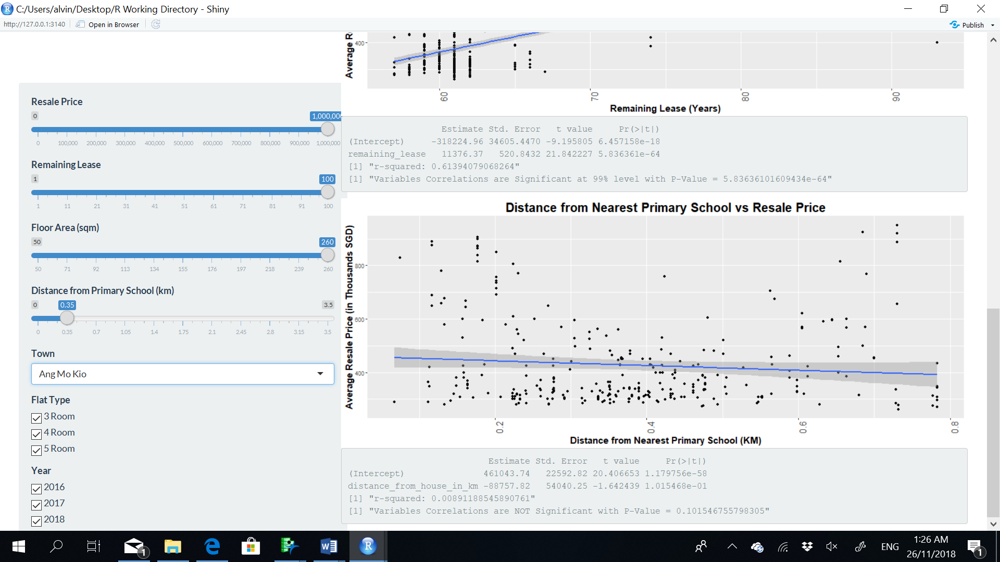 C:/Users/alvin/Desktop/R Working Directory - Shiny
http://127.0.0.1:3140
Open in Browser
Publish
Resale Price
0
1,000,000
0 100,000 200,000 300,000 400,000 500,000 600,000 700,000 800,000 900,000 1,000,000
Remaining Lease
1
100
1 11 21 31 41 51 61 71 81 91 100
Floor Area (sqm)
50
260
50 71 92 113 134 155 176 197 218 239 260
Distance from Primary School (km)
0
0.35
3.5
0 0.35 0.7 1.05 1.4 1.75 2.1 2.45 2.8 3.15 3.5
Town
Ang Mo Kio
Flat Type
3 Room
4 Room
5 Room
Year
2016
2017
2018
Average R
400
60 70 80 90
Remaining Lease (Years)
Estimate Std. Error t value Pr(>|t|)
(Intercept) -318224.96 34605.4470 -9.195805 6.457158e-18
remaining_lease 11376.37 520.8432 21.842227 5.836361e-64
[1] "r-squared: 0.61394079068264"
[1] "Variables Correlations are Significant at 99% level with P-Value = 5.83636101609434e-64"
Distance from Nearest Primary School vs Resale Price
Average Resale Price (in Thousands SGD)
800
600
400
0.2 0.4 0.6 0.8
Distance from Nearest Primary School (KM)
Estimate Std. Error t value Pr(>|t|)
(Intercept) 461043.74 22592.82 20.406653 1.179756e-58
distance_from_house_in_km -88757.82 54040.25 -1.642439 1.015468e-01
[1] "r-squared: 0.00891188545890761"
[1] "Variables Correlations are NOT Significant with P-Value = 0.101546755798305"
1
ENG
1:26 AM
26/11/2018
1